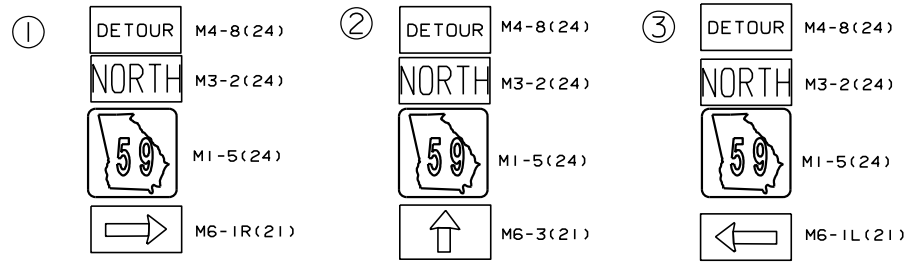 1 DETOUR M4-8(24)
NORTH M3-2(24)
59 M1-5(24)
M6-1R(21)
2 DETOUR M4-8(24)
NORTH M3-2(24)
59 M1-5(24)
M6-3(21)
3 DETOUR M4-8(24)
NORTH M3-2(24)
59 M1-5(24)
M6-1L(21)